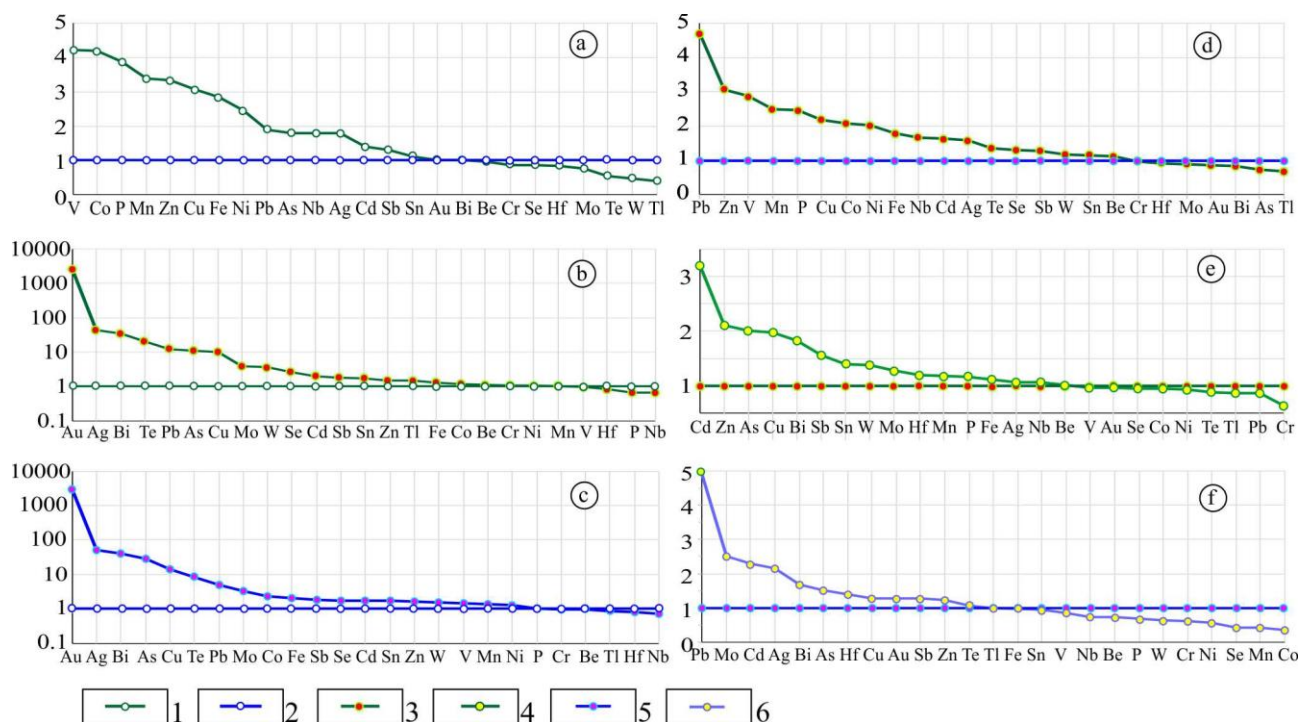 5
4
3
2
1
0
a
V Co P Mn Zn Cu Fe Ni Pb As Nb Ag Cd Sb Sn Au Bi Be Cr Se Hf Mo Te W Tl
5
4
3
2
1
0
d
Pb Zn V Mn P Cu Co Ni Fe Nb Cd Ag Te Se Sb W Sn Be Cr Hf Mo Au Bi As Tl
10000
1000
100
10
1
0.1
b
Au Ag Bi Te Pb As Cu Mo W Se Cd Sb Sn Zn Tl Fe Co Be Cr Ni Mn V Hf P Nb
3
2
1
e
Cd Zn As Cu Bi Sb Sn W Mo Hf Mn P Fe Ag Nb Be V Au Se Co Ni Te Tl Pb Cr
10000
1000
100
10
1
0.1
c
Au Ag Bi As Cu Te Pb Mo Co Fe Sb Se Cd Sn Zn W V Mn Ni P Cr Be Tl Hf Nb
5
4
3
2
1
0
f
Pb Mo Cd Ag Bi As Hf Cu Au Sb Zn Te Tl Fe Sn V Nb Be P W Cr Ni Se Mn Co
1 2 3 4 5 6